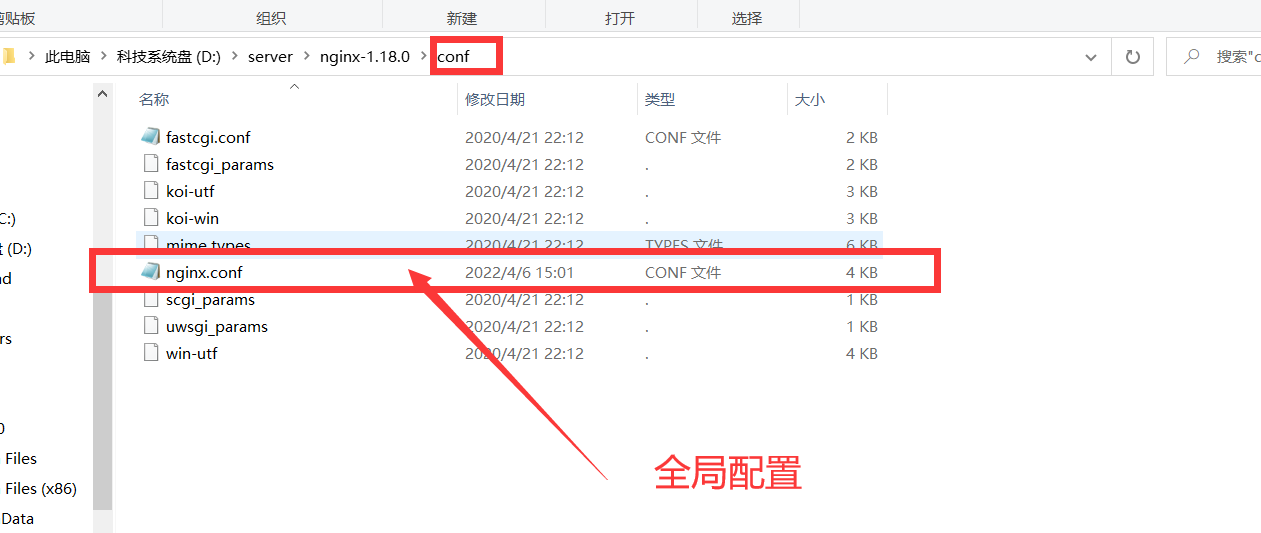 剪贴板 组织 新建 打开 选择
此电脑 科技系统盘 (D:) server nginx-1.18.0 conf 搜索"c
名称 修改日期 类型 大小
fastcgi.conf 2020/4/21 22:12 CONF 文件 2 KB
fastcgi_params 2020/4/21 22:12 . 2 KB
koi-utf 2020/4/21 22:12 . 3 KB
koi-win 2020/4/21 22:12 . 3 KB
C:)
mime.types 2020/4/21 22:12 TYPES 文件 6 KB
(D:)
nginx.conf 2022/4/6 15:01 CONF 文件 4 KB
nd
scgi_params 2020/4/21 22:12 . 1 KB
uwsgi_params 2020/4/21 22:12 . 1 KB
rs
win-utf 2020/4/21 22:12 . 4 KB
0
Files
全局配置
Files (x86)
Data